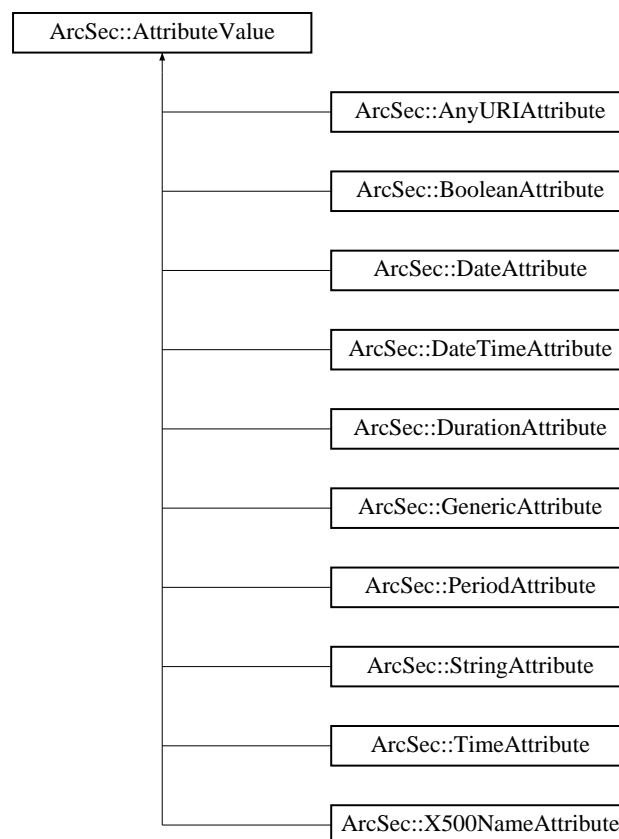 ArcSec::AttributeValue
ArcSec::AnyURIAttribute
ArcSec::BooleanAttribute
ArcSec::DateAttribute
ArcSec::DateTimeAttribute
ArcSec::DurationAttribute
ArcSec::GenericAttribute
ArcSec::PeriodAttribute
ArcSec::StringAttribute
ArcSec::TimeAttribute
ArcSec::X500NameAttribute